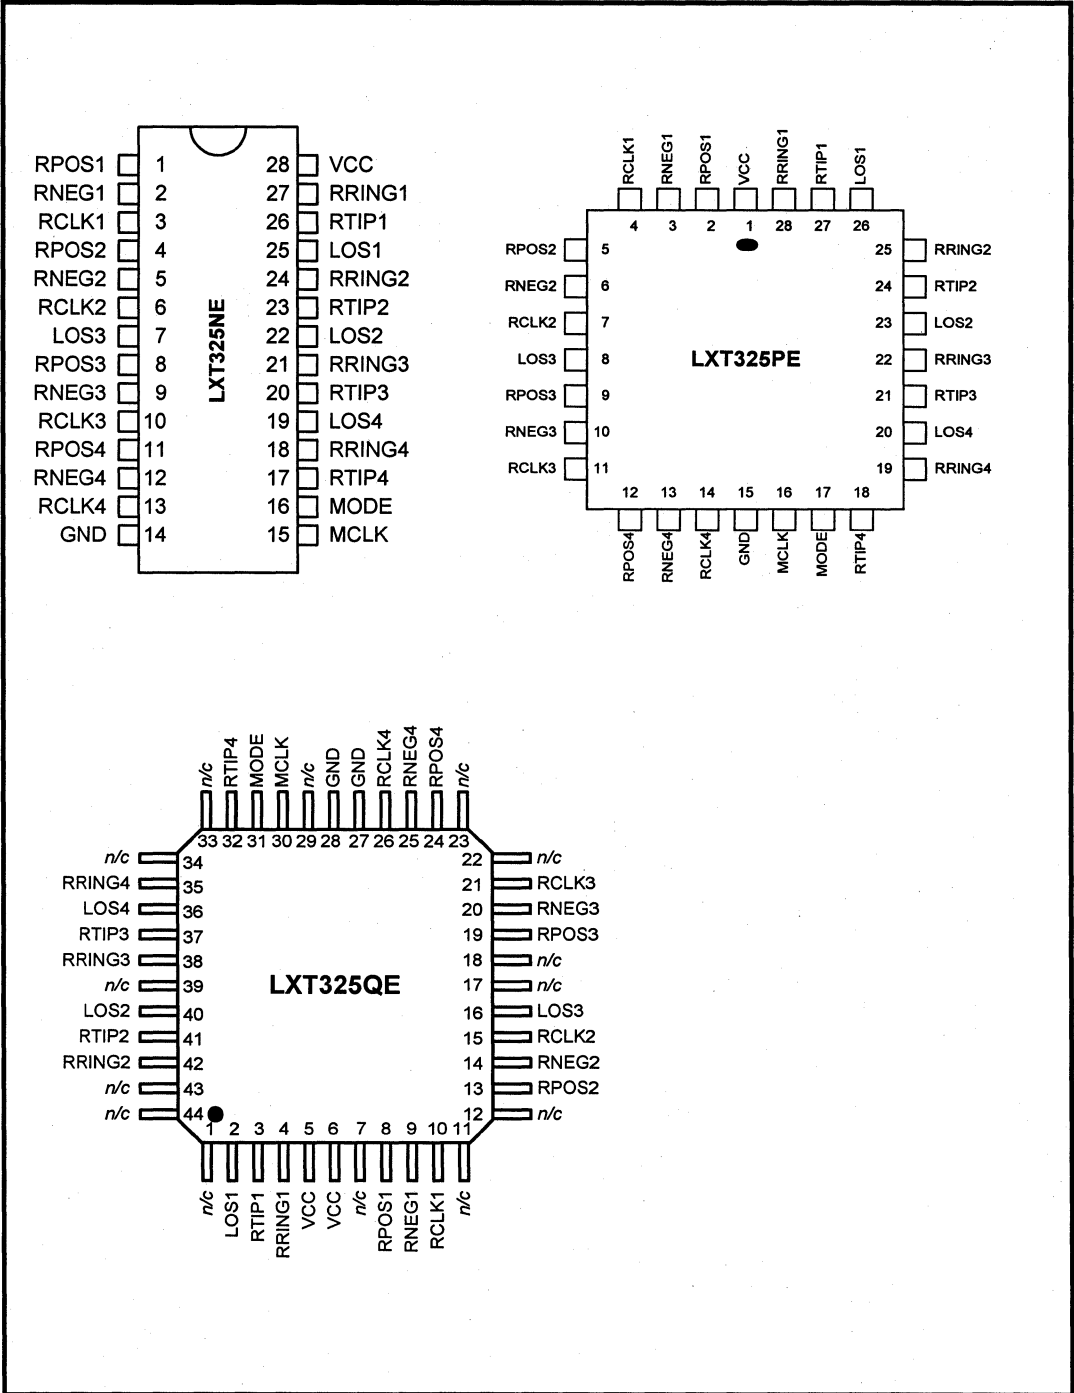 RPOS1 1 28 VCC
RNEG1 2 27 RRING1
RCLK1 3 26 RTIP1
RPOS2 4 25 LOS1
RNEG2 5 24 RRING2
RCLK2 6 23 RTIP2
LOS3 7 22 LOS2
RPOS3 8 21 RRING3
RNEG3 9 20 RTIP3
RCLK3 10 19 LOS4
RPOS4 11 18 RRING4
RNEG4 12 17 RTIP4
RCLK4 13 16 MODE
GND 14 15 MCLK
LXT325NE
RCLK1 RNEG1 RPOS1 VCC RRING1 RTIP1 LOS1
4 3 2 1 28 27 26
RPOS2 5 25 RRING2
RNEG2 6 24 RTIP2
RCLK2 7 23 LOS2
LOS3 8 LXT325PE 22 RRING3
RPOS3 9 21 RTIP3
RNEG3 10 20 LOS4
RCLK3 11 19 RRING4
12 13 14 15 16 17 18
RPOS4 RNEG4 RCLK4 GND MCLK MODE RTIP4
n/c RTIP4 MODE MCLK n/c GND GND RCLK4 RNEG4 RPOS4 n/c
33 32 31 30 29 28 27 26 25 24 23
n/c 34 22 n/c
RRING4 35 21 RCLK3
LOS4 36 20 RNEG3
RTIP3 37 19 RPOS3
RRING3 38 18 n/c
n/c 39 LXT325QE 17 n/c
LOS2 40 16 LOS3
RTIP2 41 15 RCLK2
RRING2 42 14 RNEG2
n/c 43 13 RPOS2
n/c 44 12 n/c
1 2 3 4 5 6 7 8 9 10 11
n/c LOS1 RTIP1 RRING1 VCC VCC n/c RPOS1 RNEG1 RCLK1 n/c